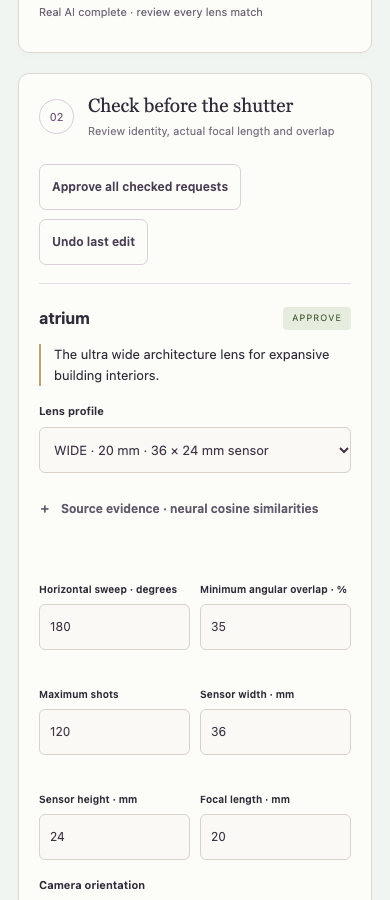 Real AI complete · review every lens match
02
Check before the shutter
Review identity, actual focal length and overlap
Approve all checked requests
Undo last edit
atrium
APPROVE
The ultra wide architecture lens for expansive
building interiors.
Lens profile
WIDE · 20 mm · 36 × 24 mm sensor
+ Source evidence · neural cosine similarities
Horizontal sweep · degrees
Minimum angular overlap · %
180
35
Maximum shots
Sensor width · mm
120
36
Sensor height · mm
Focal length · mm
24
20
Camera orientation